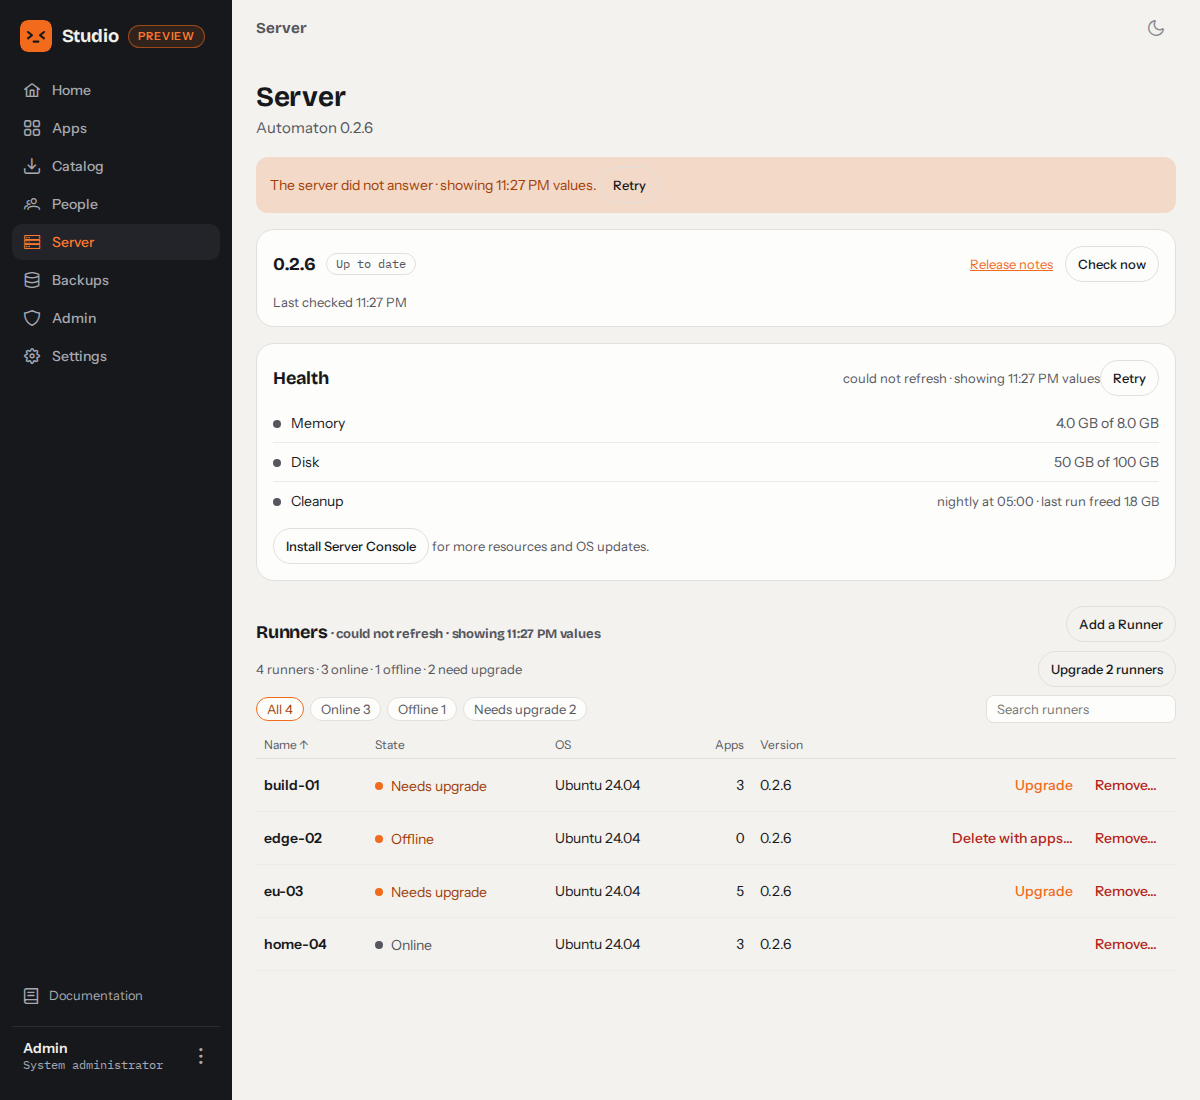 Studio PREVIEW
Home
Apps
Catalog
People
Server
Backups
Admin
Settings
Documentation
Admin
System administrator
Server
Server
Automaton 0.2.6
The server did not answer · showing 11:27 PM values. Retry
0.2.6 Up to date Release notes Check now
Last checked 11:27 PM
Health could not refresh · showing 11:27 PM values Retry
Memory 4.0 GB of 8.0 GB
Disk 50 GB of 100 GB
Cleanup nightly at 05:00 · last run freed 1.8 GB
Install Server Console for more resources and OS updates.
Runners · could not refresh · showing 11:27 PM values Add a Runner
4 runners · 3 online · 1 offline · 2 need upgrade Upgrade 2 runners
All 4 Online 3 Offline 1 Needs upgrade 2 Search runners
Name ↑ State OS Apps Version
build-01 Needs upgrade Ubuntu 24.04 3 0.2.6 Upgrade Remove...
edge-02 Offline Ubuntu 24.04 0 0.2.6 Delete with apps... Remove...
eu-03 Needs upgrade Ubuntu 24.04 5 0.2.6 Upgrade Remove...
home-04 Online Ubuntu 24.04 3 0.2.6 Remove...